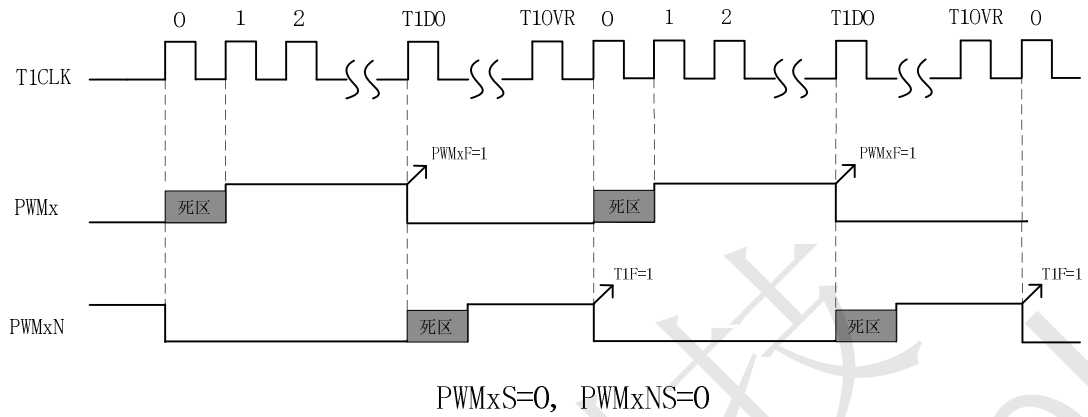 0 1 2 T1DO T1OVR 0 1 2 T1DO T1OVR 0
T1CLK
PWMxF=1 PWMxF=1
PWMx 死区 死区
T1F=1 T1F=1
PWMxN 死区 死区
PWMxS=0, PWMxNS=0